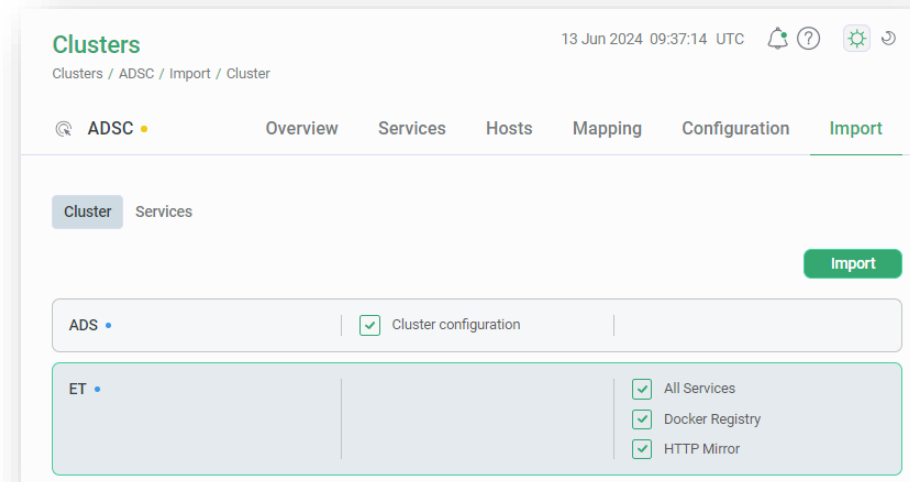 Clusters
13 Jun 2024 09:37:14 UTC
Clusters / ADSC / Import / Cluster
ADSC Overview Services Hosts Mapping Configuration Import
Cluster Services
Import
ADS Cluster configuration
ET All Services
Docker Registry
HTTP Mirror